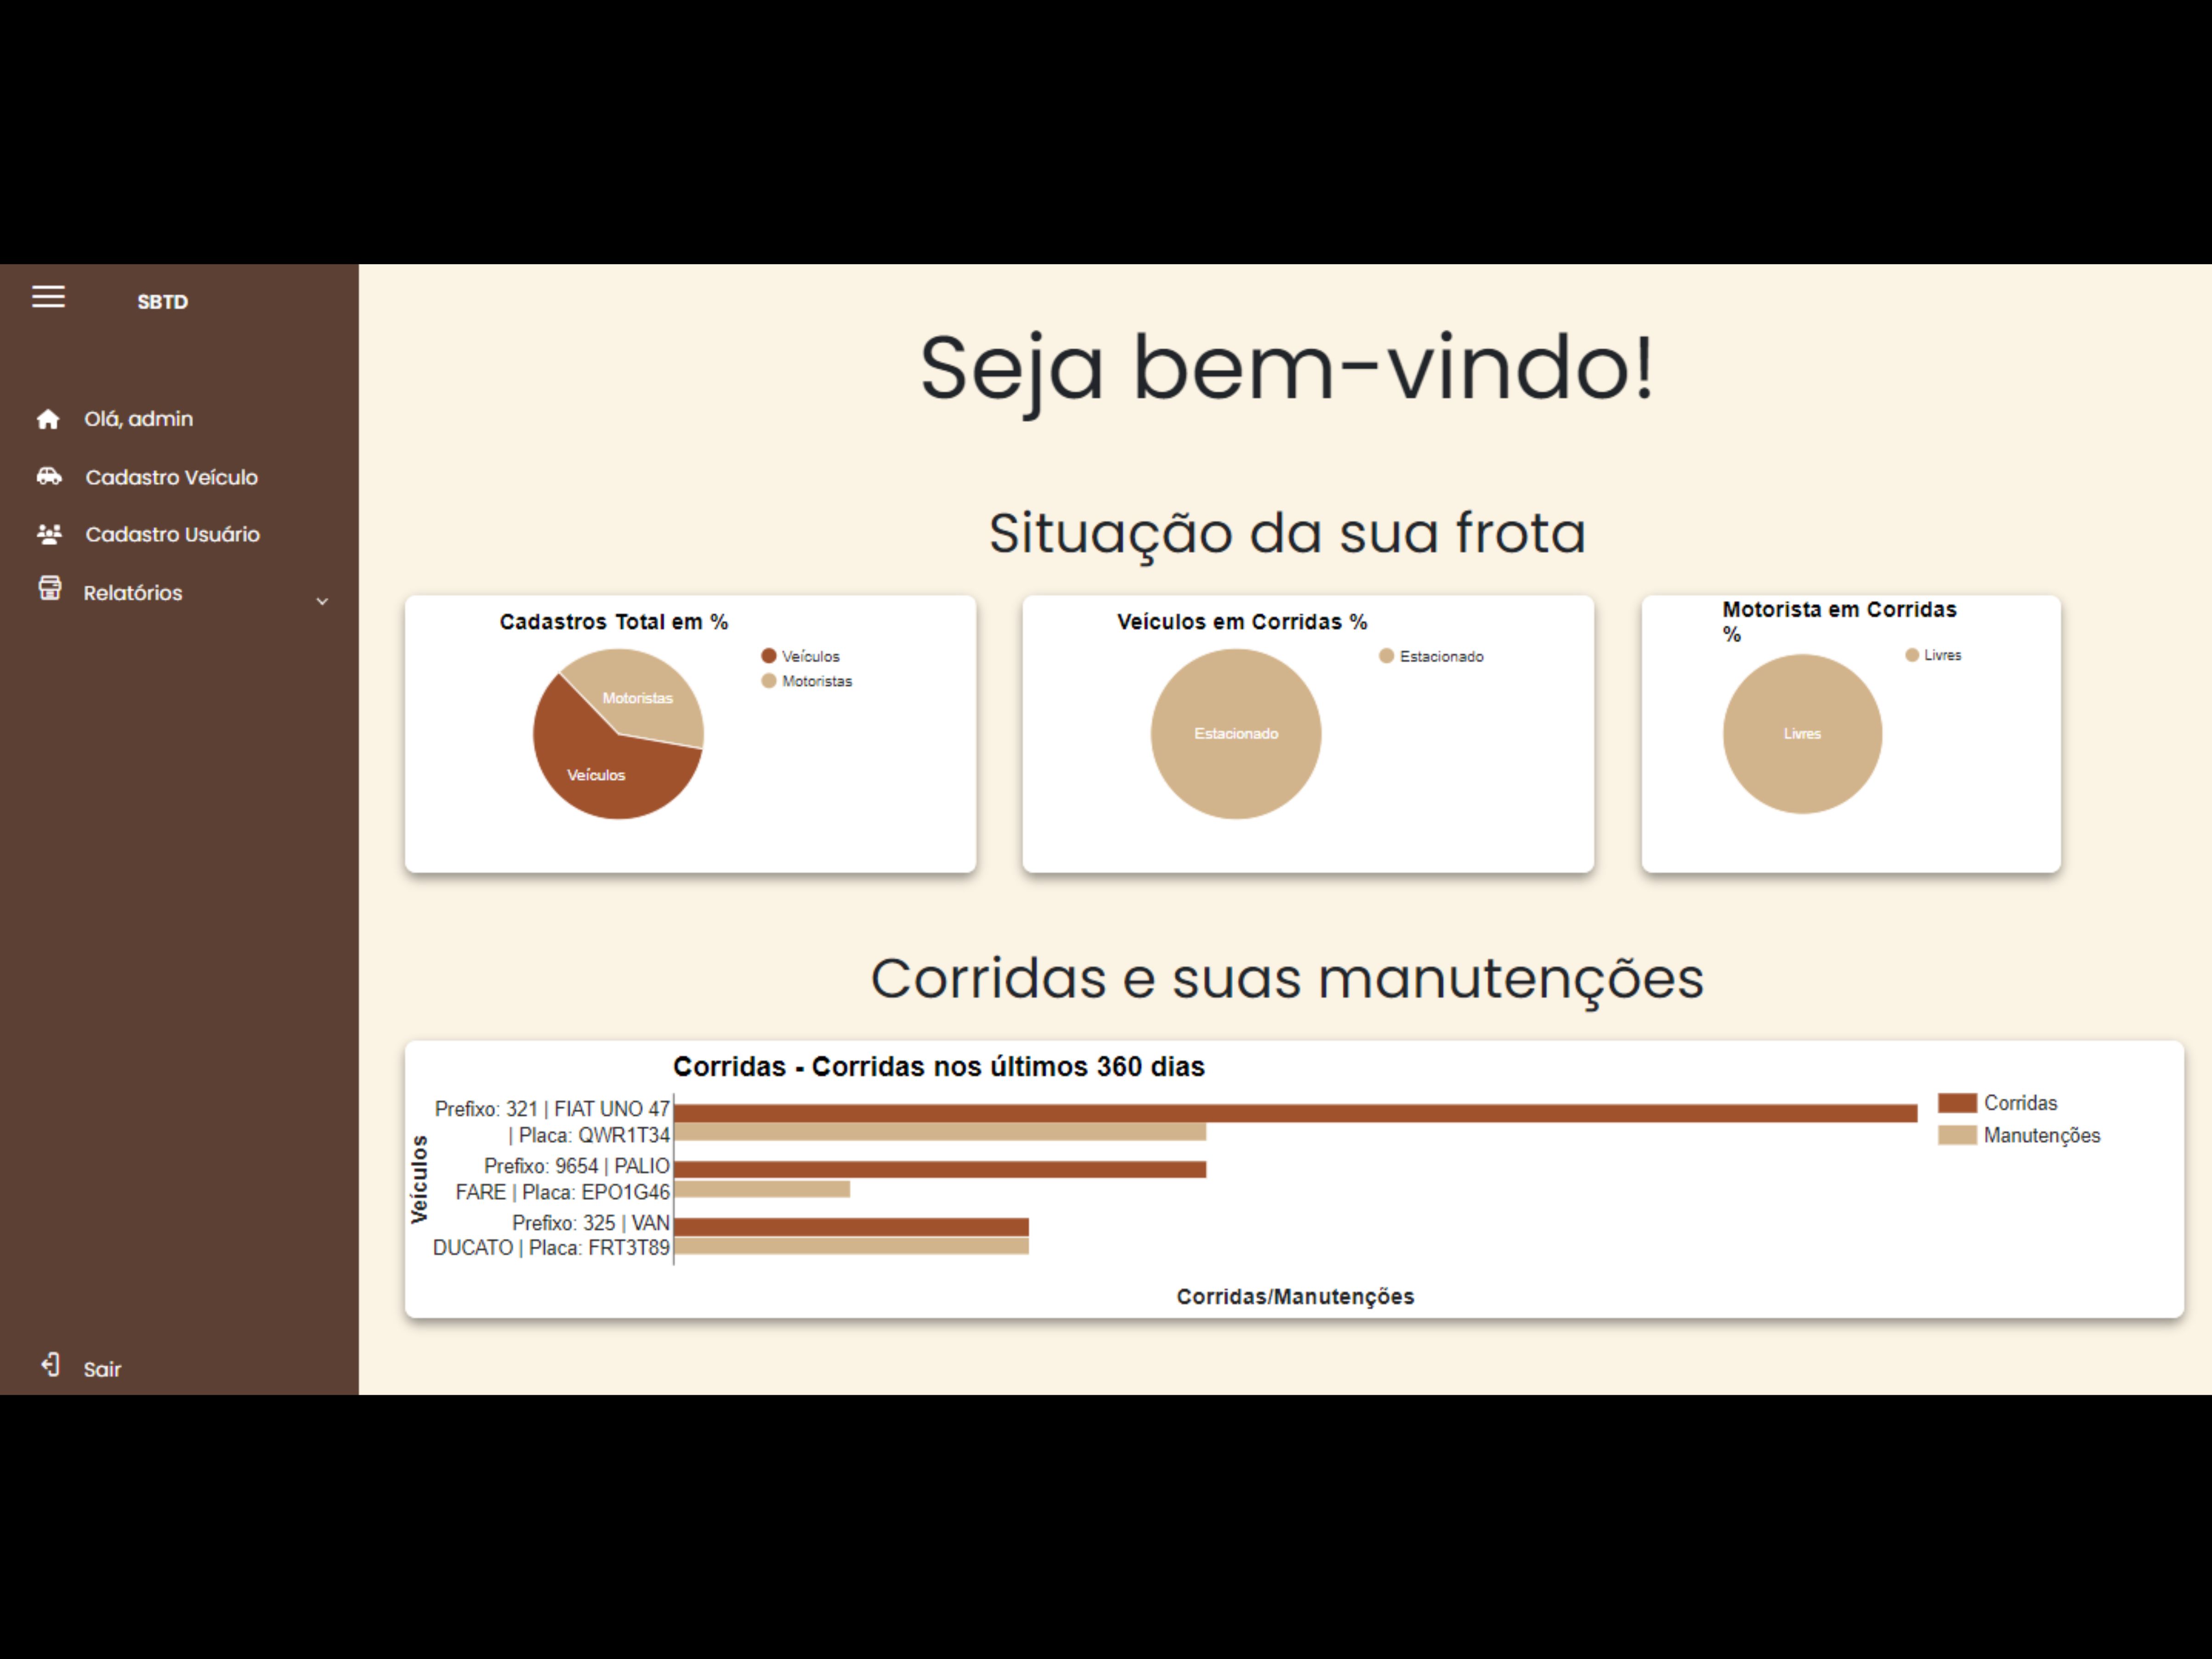 SBTD
Olá, admin
Cadastro Veículo
Cadastro Usuário
Relatórios
Sair
Seja bem-vindo!
Situação da sua frota
Cadastros Total em %
Veículos
Motoristas
Motoristas
Veículos
Veículos em Corridas %
Estacionado
Estacionado
Motorista em Corridas
%
Livres
Livres
Corridas e suas manutenções
Corridas - Corridas nos últimos 360 dias
Veículos
Prefixo: 321 | FIAT UNO 47
| Placa: QWR1T34
Prefixo: 9654 | PALIO
FARE | Placa: EPO1G46
Prefixo: 325 | VAN
DUCATO | Placa: FRT3T89
Corridas
Manutenções
Corridas/Manutenções